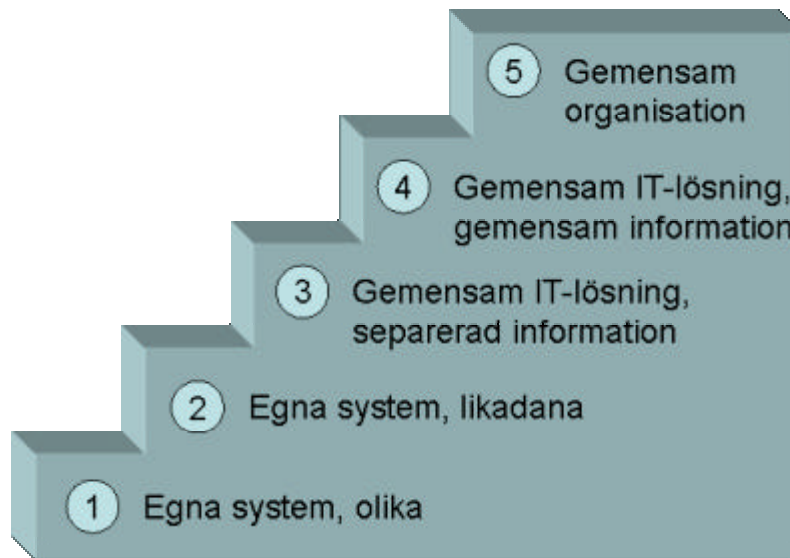 5 Gemensam
organisation
4 Gemensam IT-lösning,
gemensam information
3 Gemensam IT-lösning,
separerad information
2 Egna system, likadana
1 Egna system, olika